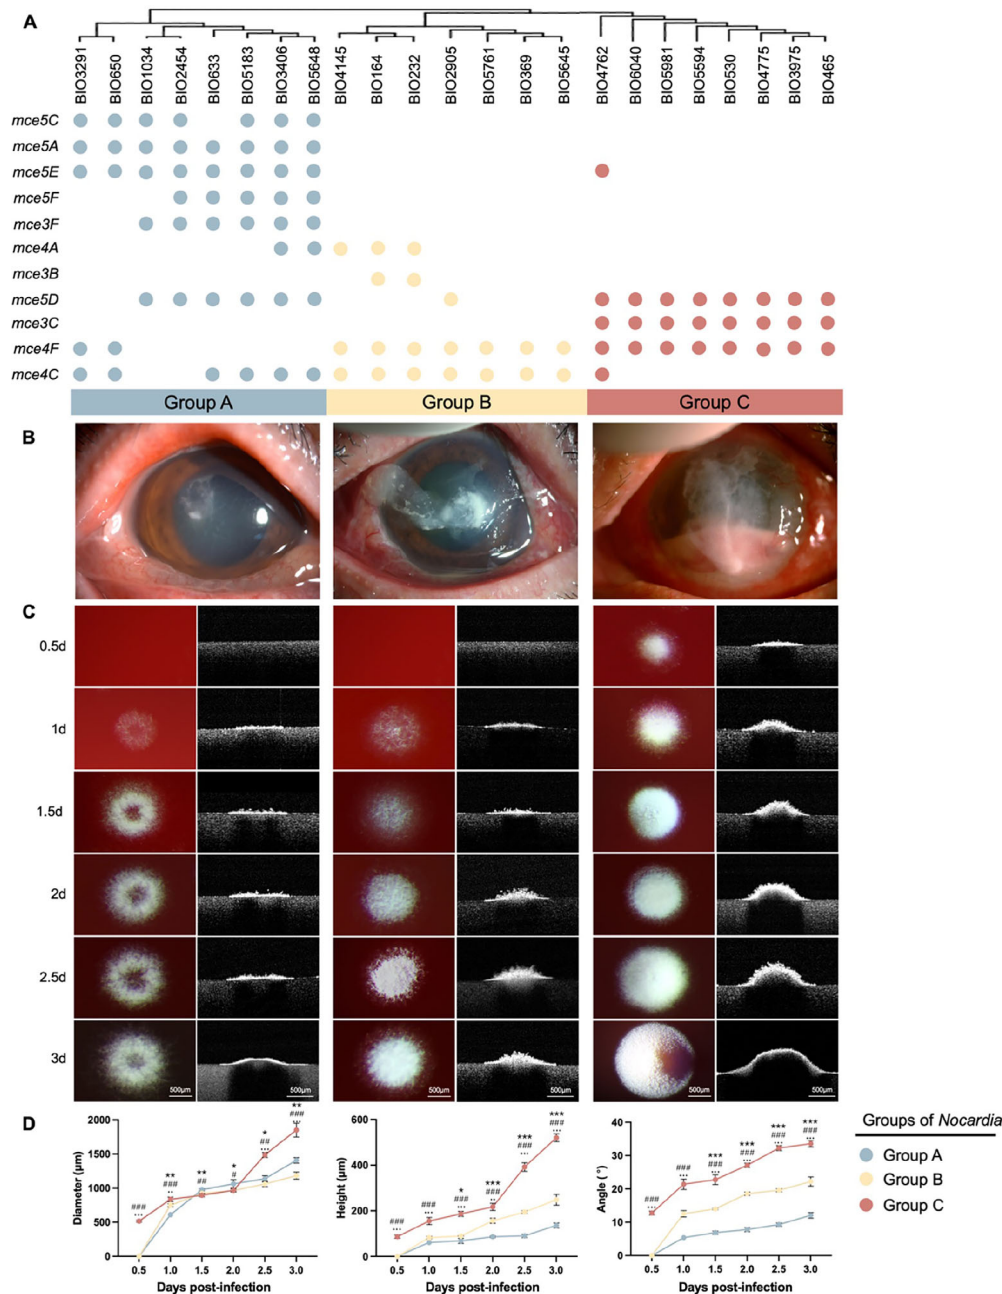 A
BIO3291 BIO650 BIO1034 BIO2454 BIO633 BIO5183 BIO3406 BIO5648 BIO4145 BIO164 BIO232 BIO2905 BIO5761 BIO369 BIO5645 BIO4762 BIO6040 BIO5981 BIO5594 BIO530 BIO4775 BIO3975 BIO465
mce5C
mce5A
mce5E
mce5F
mce3F
mce4A
mce3B
mce5D
mce3C
mce4F
mce4C
Group A Group B Group C
B
C
0.5d
1d
1.5d
2d
2.5d
3d
500µm 500µm 500µm 500µm 500µm 500µm
D
Diameter (µm)
2000
1500
1000
500
0
0.5 1.0 1.5 2.0 2.5 3.0
Days post-infection
Height (µm)
600
400
200
0
0.5 1.0 1.5 2.0 2.5 3.0
Days post-infection
Angle (°)
40
30
20
10
0
0.5 1.0 1.5 2.0 2.5 3.0
Days post-infection
Groups of Nocardia
Group A
Group B
Group C